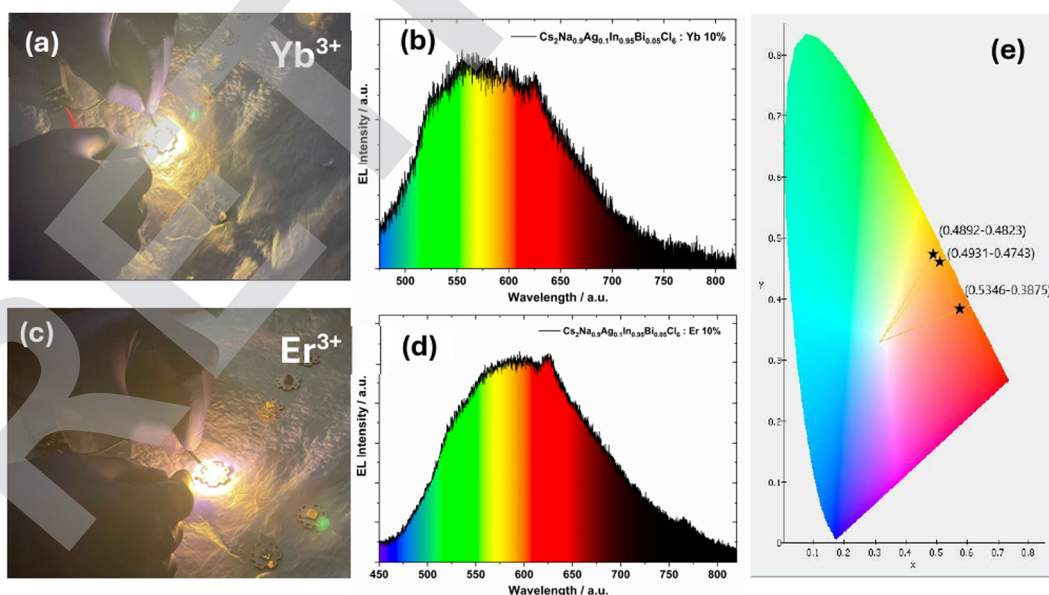 (a)
Yb³⁺
(b)
Cs₂Na₀.₉Ag₀.₁In₀.₉₅Bi₀.₀₅Cl₆ : Yb 10%
EL Intensity / a.u.
500 550 600 650 700 750 800
Wavelength / a.u.
(c)
Er³⁺
(d)
Cs₂Na₀.₉Ag₀.₁In₀.₉₅Bi₀.₀₅Cl₆ : Er 10%
EL Intensity / a.u.
450 500 550 600 650 700 750 800
Wavelength / a.u.
(e)
0.8
0.7
0.6
0.5
0.4
0.3
0.2
0.1
0
y
(0.4892-0.4823)
(0.4931-0.4743)
(0.5346-0.3875)
0.1 0.2 0.3 0.4 0.5 0.6 0.7 0.8
x